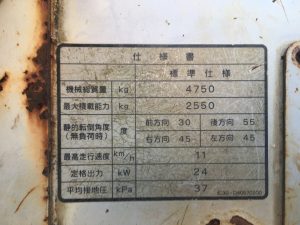 仕様書
標準仕様
機械総質量 kg 4750
最大積載能力 kg 2550
静的転倒角度 (無負荷時) 度 前方向 30 後方向 55
右方向 45 左方向 45
最高走行速度 km/h 11
定格出力 kW 24
平均接地圧 kPa 37